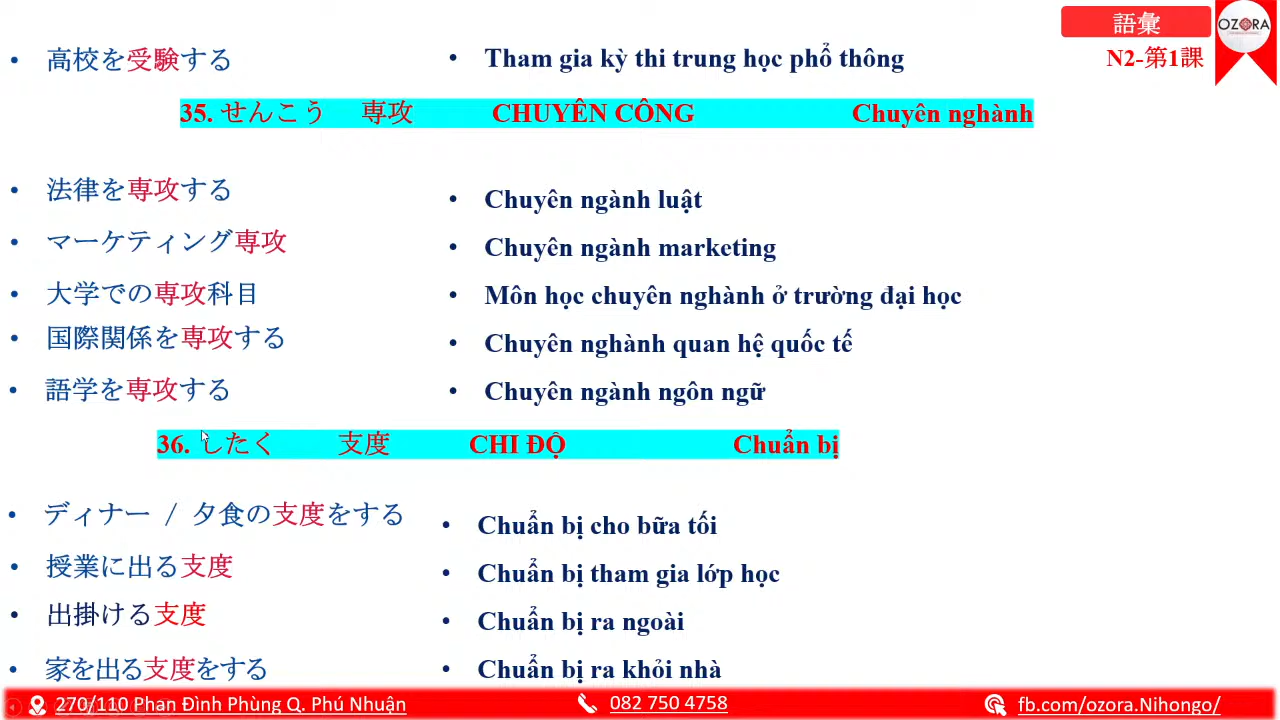 語彙
OZORA
N2-第1課
• 高校を受験する • Tham gia kỳ thi trung học phổ thông
35. せんこう 専攻 CHUYÊN CÔNG Chuyên nghành
• 法律を専攻する • Chuyên ngành luật
• マーケティング専攻 • Chuyên ngành marketing
• 大学での専攻科目 • Môn học chuyên nghành ở trường đại học
• 国際関係を専攻する • Chuyên nghành quan hệ quốc tế
• 語学を専攻する • Chuyên ngành ngôn ngữ
36. したく 支度 CHI ĐỘ Chuẩn bị
• ディナー / 夕食の支度をする • Chuẩn bị cho bữa tối
• 授業に出る支度 • Chuẩn bị tham gia lớp học
• 出掛ける支度 • Chuẩn bị ra ngoài
• 家を出る支度をする • Chuẩn bị ra khỏi nhà
270/110 Phan Đình Phùng Q. Phú Nhuận 082 750 4758 fb.com/ozora.Nihongo/